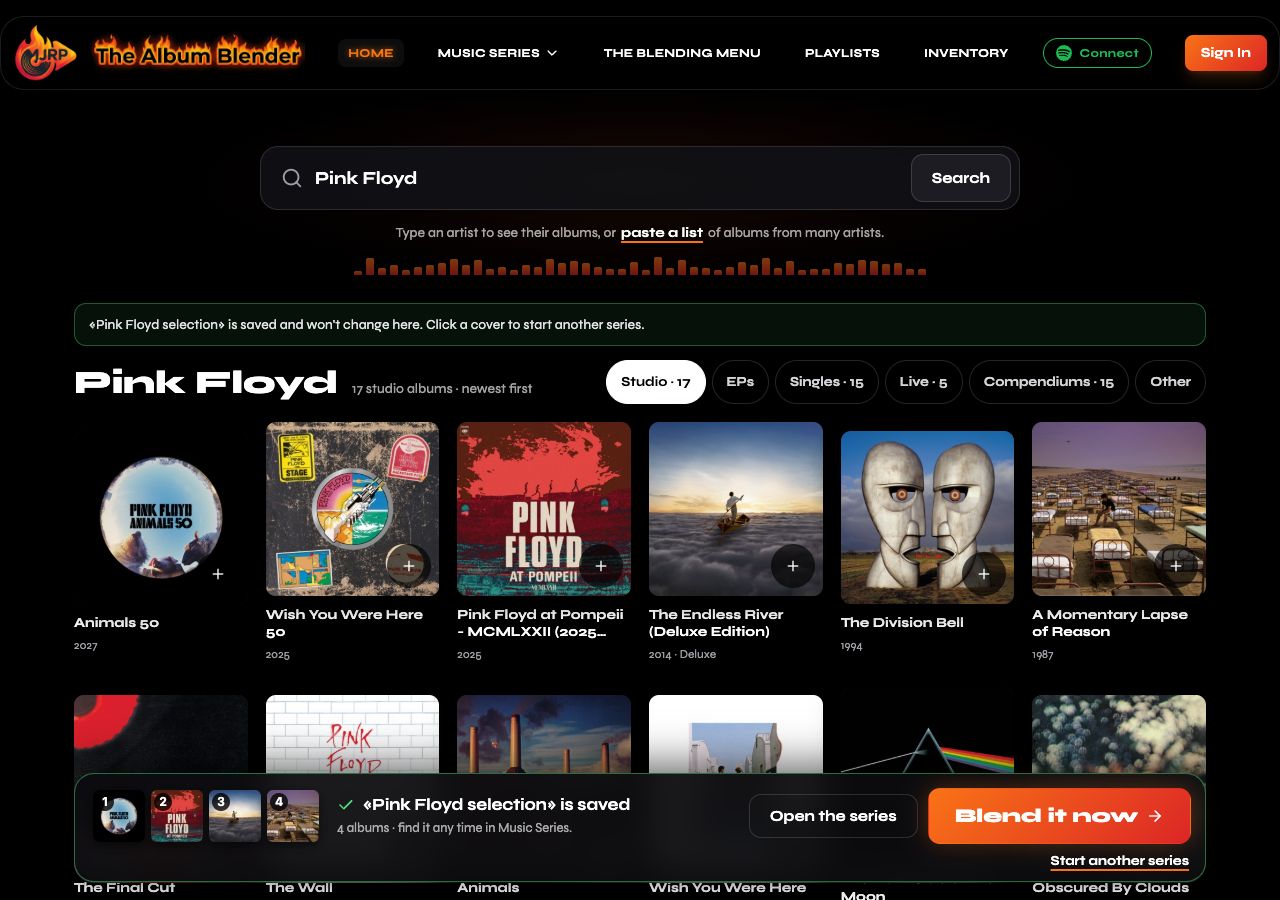 MJRP
The Album Blender
HOME
MUSIC SERIES
THE BLENDING MENU
PLAYLISTS
INVENTORY
Connect
Sign In
Pink Floyd
Search
Type an artist to see their albums, or paste a list of albums from many artists.
«Pink Floyd selection» is saved and won't change here. Click a cover to start another series.
Pink Floyd
17 studio albums · newest first
Studio · 17
EPs
Singles · 15
Live · 5
Compendiums · 15
Other
PINK FLOYD
ANIMALS 50
PINK FLOYD
STAGE
PINK
FLOYD
AT POMPEII
MCMLXXII
Animals 50
2027
Wish You Were Here
50
2025
Pink Floyd at Pompeii
- MCMLXXII (2025...
2025
The Endless River
(Deluxe Edition)
2014 · Deluxe
The Division Bell
1994
A Momentary Lapse
of Reason
1987
PINK
FLOYD
1
2
3
4
PINK
FLOYD
«Pink Floyd selection» is saved
4 albums · find it any time in Music Series.
Open the series
Blend it now →
Start another series
The Final Cut
The Wall
Animals
Wish You Were Here
Moon
Obscured By Clouds